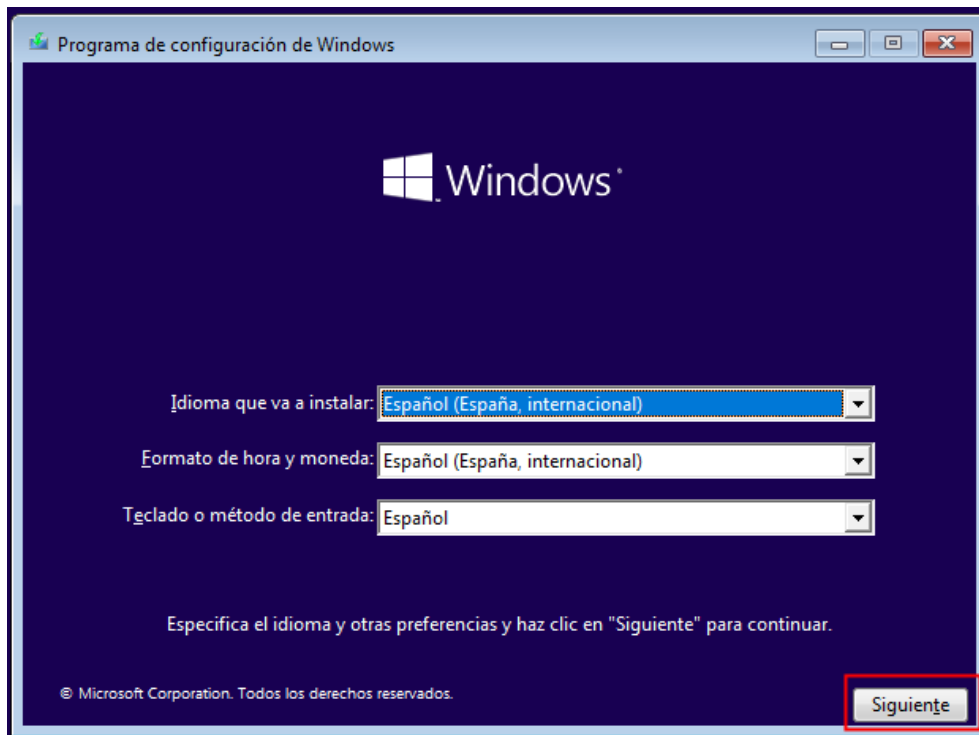 Programa de configuración de Windows
Windows
Idioma que va a instalar: Español (España, internacional)
Formato de hora y moneda: Español (España, internacional)
Teclado o método de entrada: Español
Especifica el idioma y otras preferencias y haz clic en "Siguiente" para continuar.
© Microsoft Corporation. Todos los derechos reservados.
Siguiente